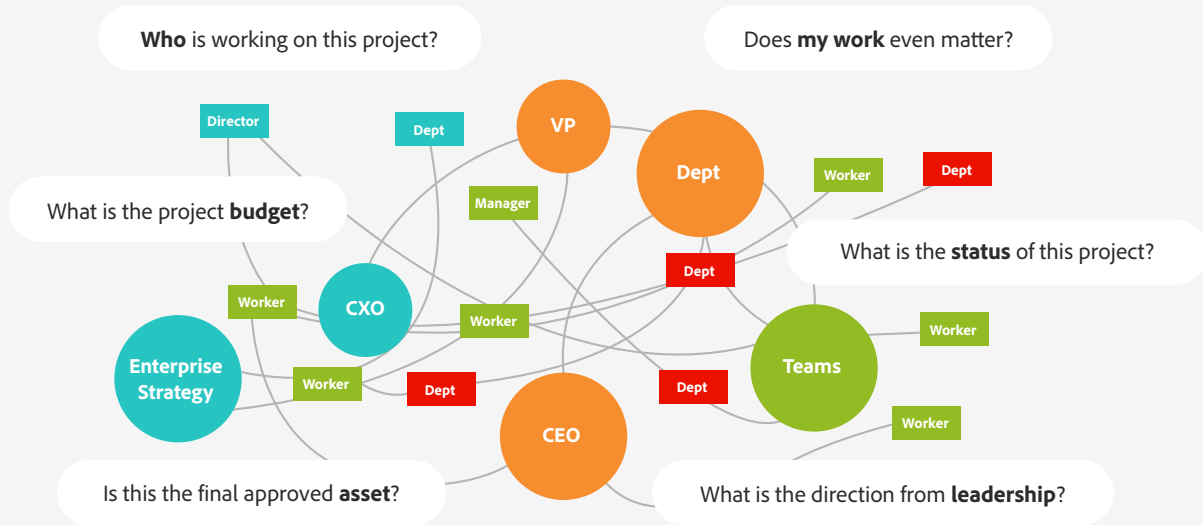 Who is working on this project?
Does my work even matter?
Director
Dept
VP
Dept
Worker
Dept
Manager
What is the project budget?
What is the status of this project?
Dept
Worker
CXO
Worker
Worker
Enterprise
Strategy
Worker
Dept
Dept
Teams
CEO
Worker
Is this the final approved asset?
What is the direction from leadership?